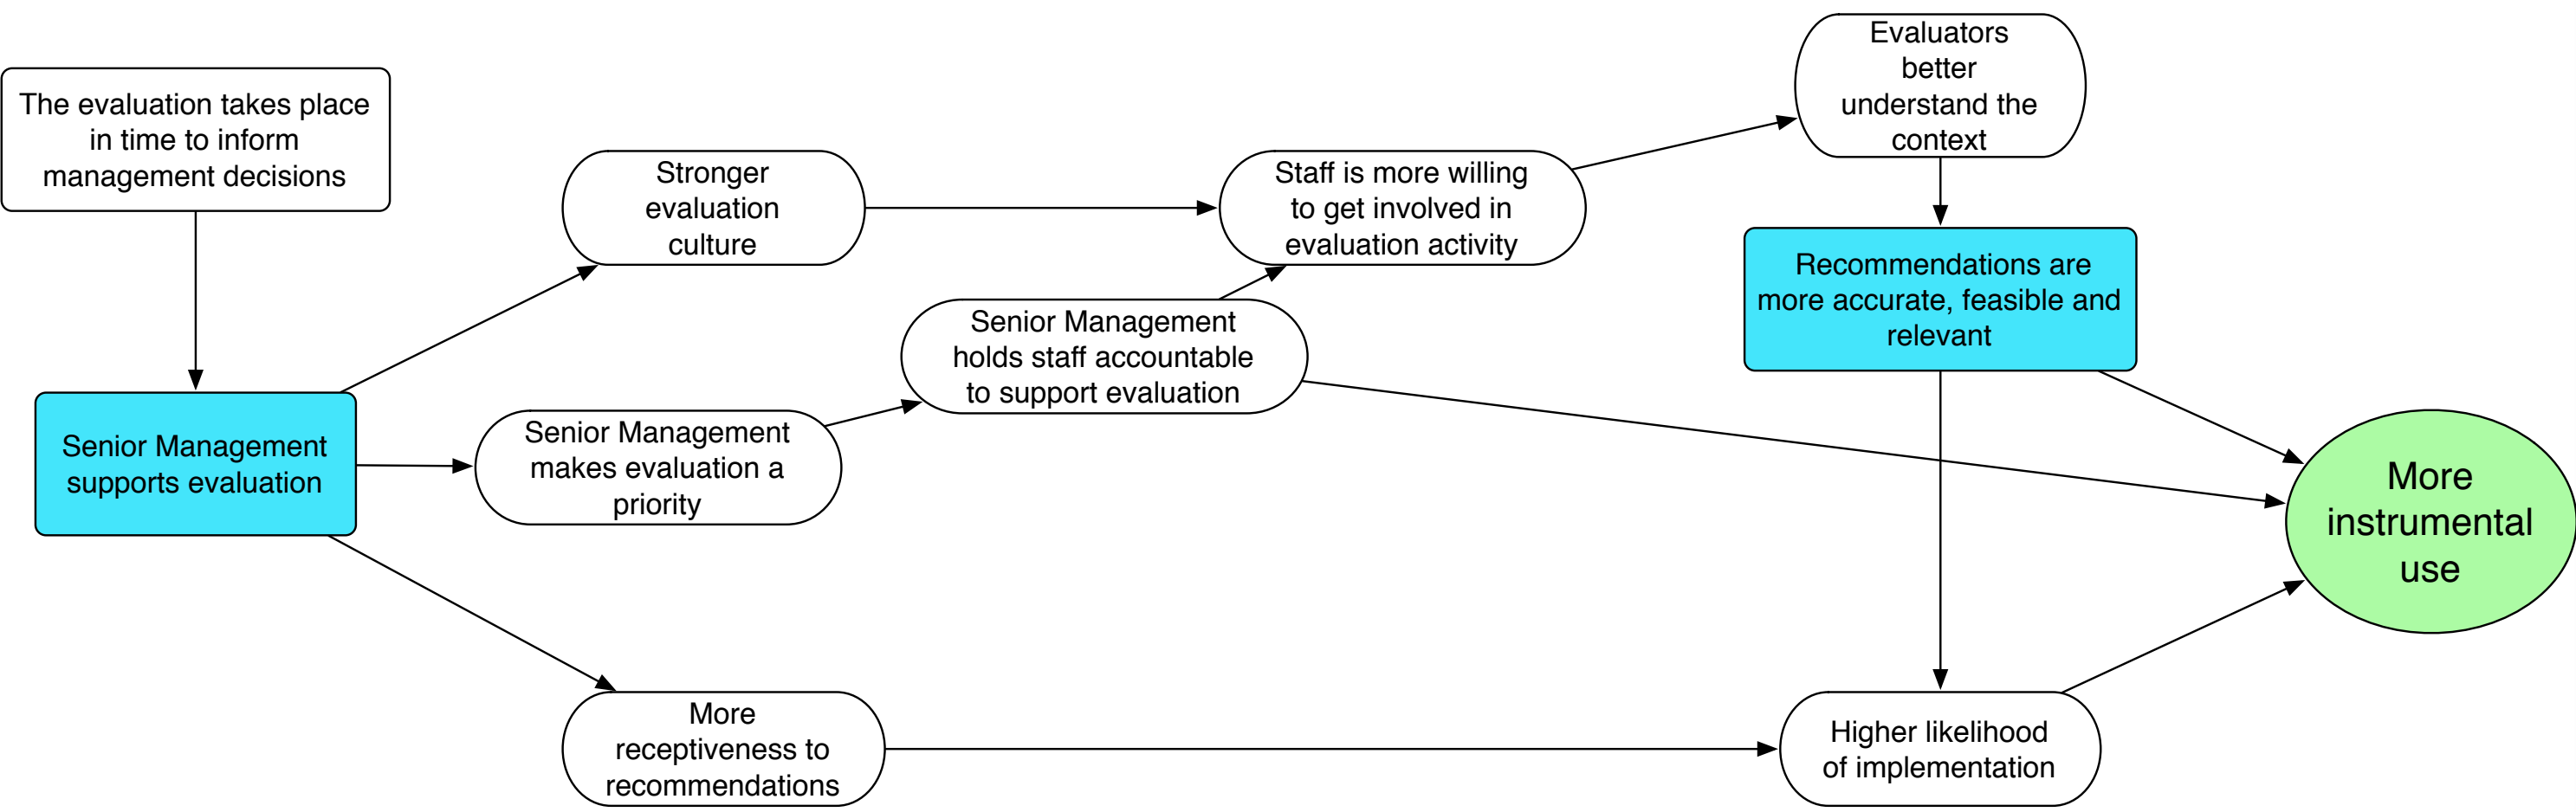 The evaluation takes place
in time to inform
management decisions
Senior Management
supports evaluation
Stronger
evaluation
culture
Senior Management
makes evaluation a
priority
More
receptiveness to
recommendations
Senior Management
holds staff accountable
to support evaluation
Staff is more willing
to get involved in
evaluation activity
Evaluators
better
understand the
context
Recommendations are
more accurate, feasible and
relevant
Higher likelihood
of implementation
More
instrumental
use